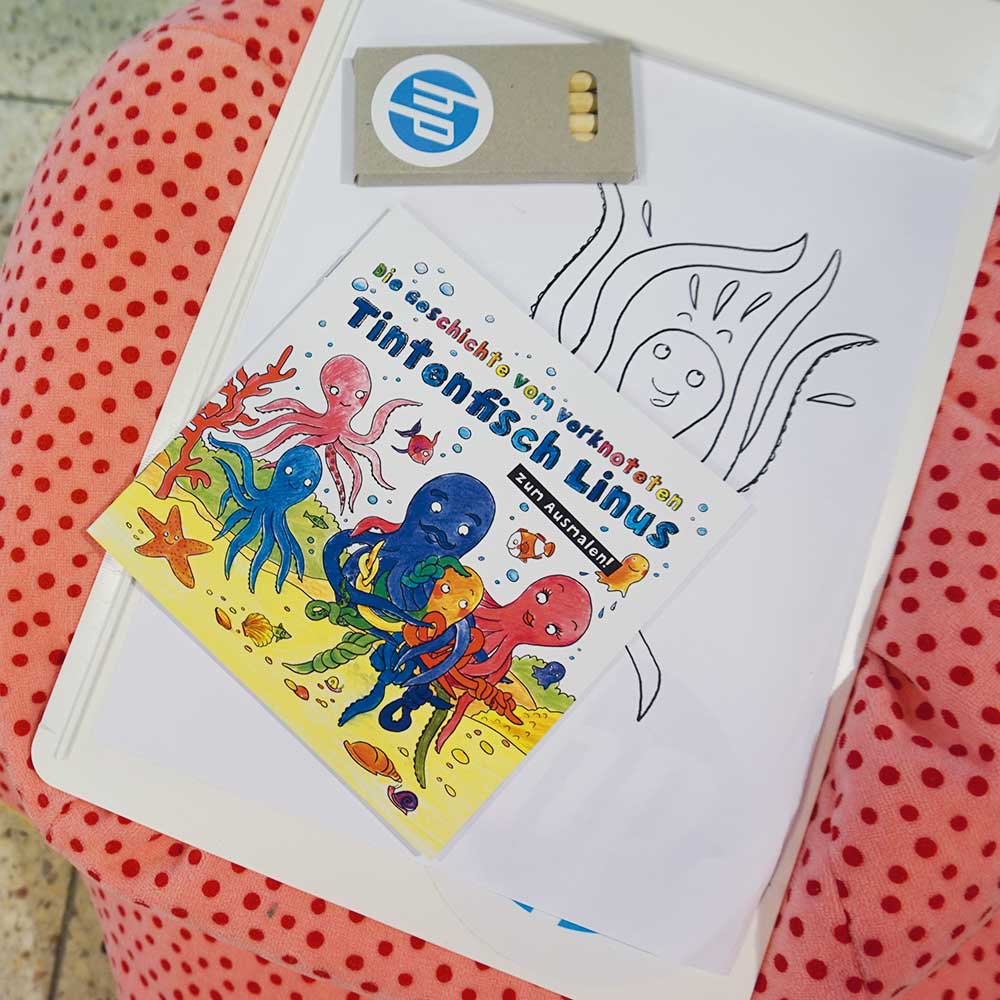 hp
Die Geschichte vom verknoteten
Tintenfisch Linus
zum Ausmalen!